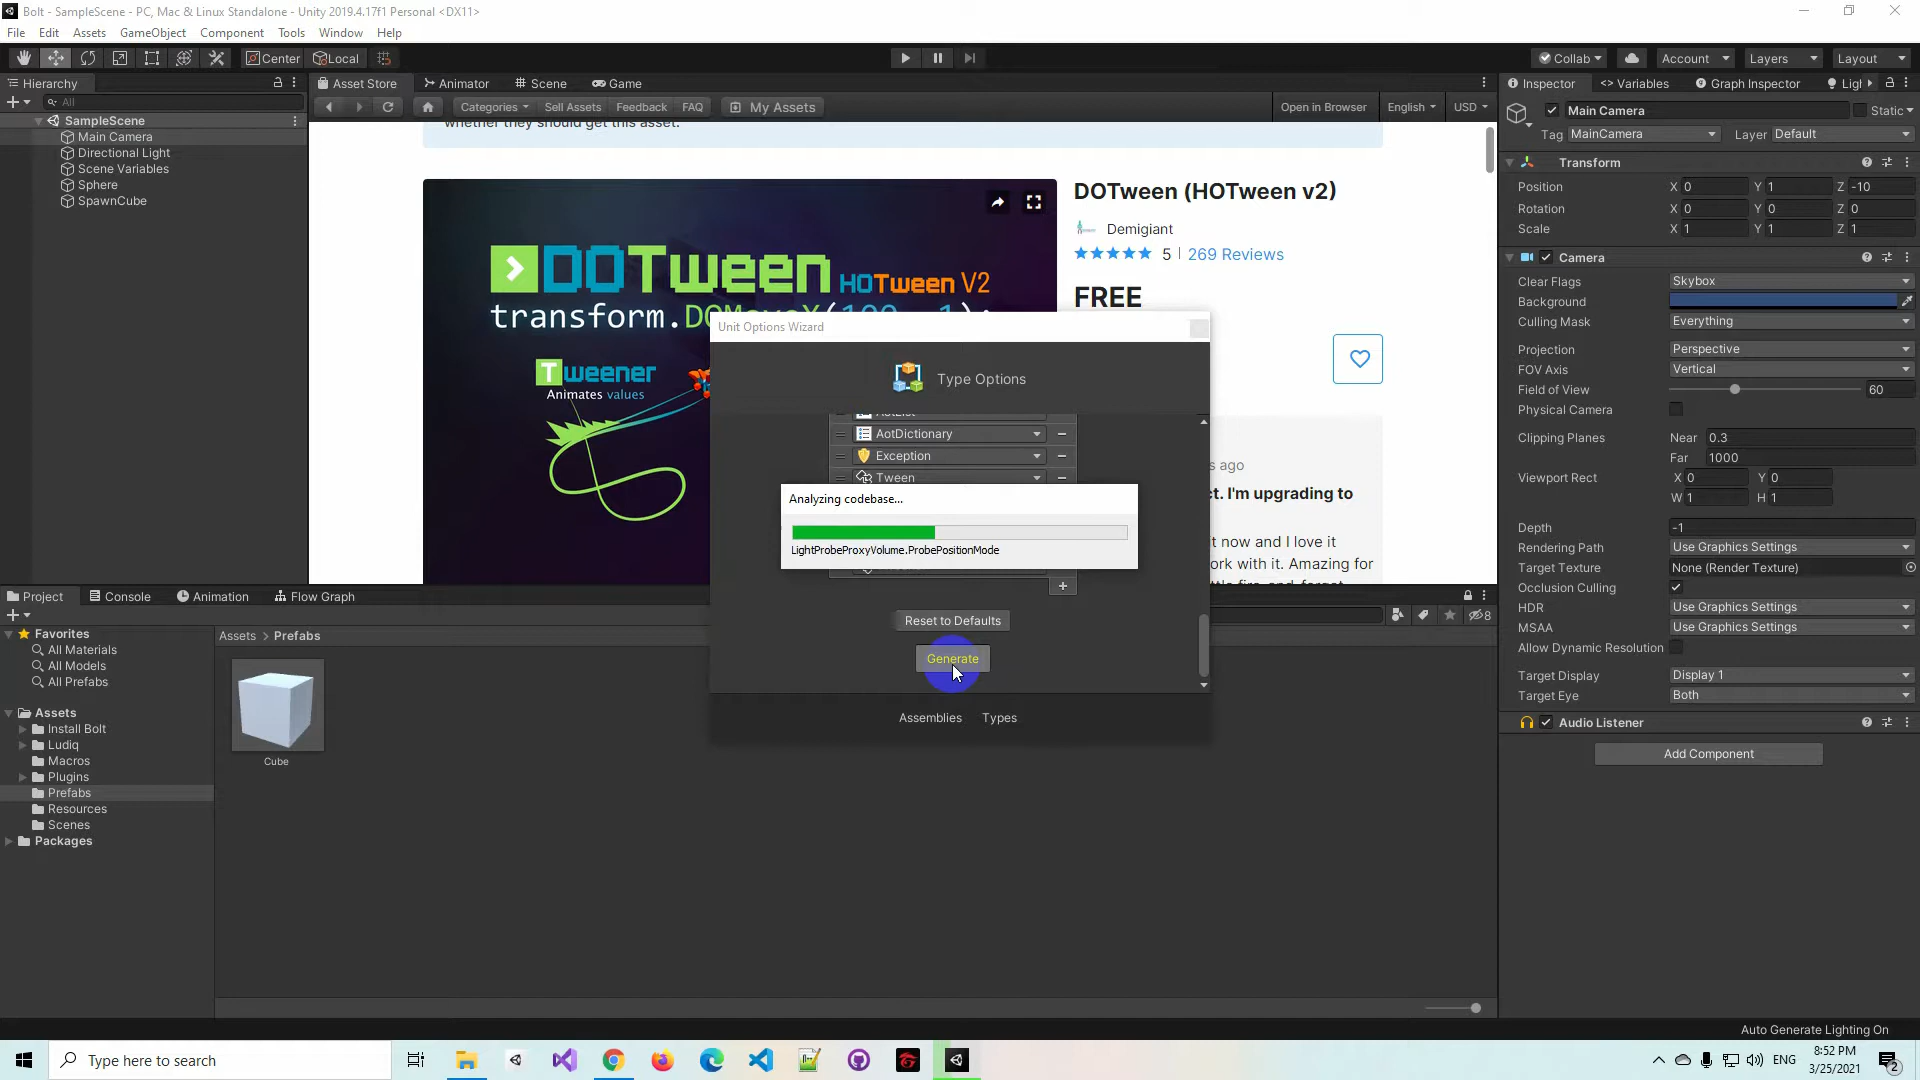 Bolt - SampleScene - PC, Mac & Linux Standalone - Unity 2019.4.17f1 Personal <DX11>
File Edit Assets GameObject Component Tools Window Help
Center Local Collab Account Layers Layout
Hierarchy
All
SampleScene
Main Camera
Directional Light
Scene Variables
Sphere
SpawnCube
Asset Store Animator Scene Game
Categories Sell Assets Feedback FAQ My Assets Open in Browser English USD
whether they should get this asset.
DOTween HOTween V2
Tweener
Animates values
DOTween (HOTween v2)
Demigiant
5 | 269 Reviews
FREE
s ago
ct. I'm upgrading to
now and I love it
ork with it. Amazing for
Unit Options Wizard
Type Options
AotDictionary
Exception
Tween
Analyzing codebase...
LightProbeProxyVolume.ProbePositionMode
Reset to Defaults
Generate
Assemblies Types
Inspector Variables Graph Inspector Ligh
Main Camera Static
Tag MainCamera Layer Default
Transform
Position X 0 Y 1 Z -10
Rotation X 0 Y 0 Z 0
Scale X 1 Y 1 Z 1
Camera
Clear Flags Skybox
Background
Culling Mask Everything
Projection Perspective
FOV Axis Vertical
Field of View 60
Physical Camera
Clipping Planes Near 0.3
Far 1000
Viewport Rect X 0 Y 0
W 1 H 1
Depth -1
Rendering Path Use Graphics Settings
Target Texture None (Render Texture)
Occlusion Culling
HDR Use Graphics Settings
MSAA Use Graphics Settings
Allow Dynamic Resolution
Target Display Display 1
Target Eye Both
Audio Listener
Add Component
Project Console Animation Flow Graph
8
Favorites
All Materials
All Models
All Prefabs
Assets
Install Bolt
Ludiq
Macros
Plugins
Prefabs
Resources
Scenes
Packages
Assets > Prefabs
Cube
Auto Generate Lighting On
Type here to search
ENG
8:52 PM
3/25/2021
2